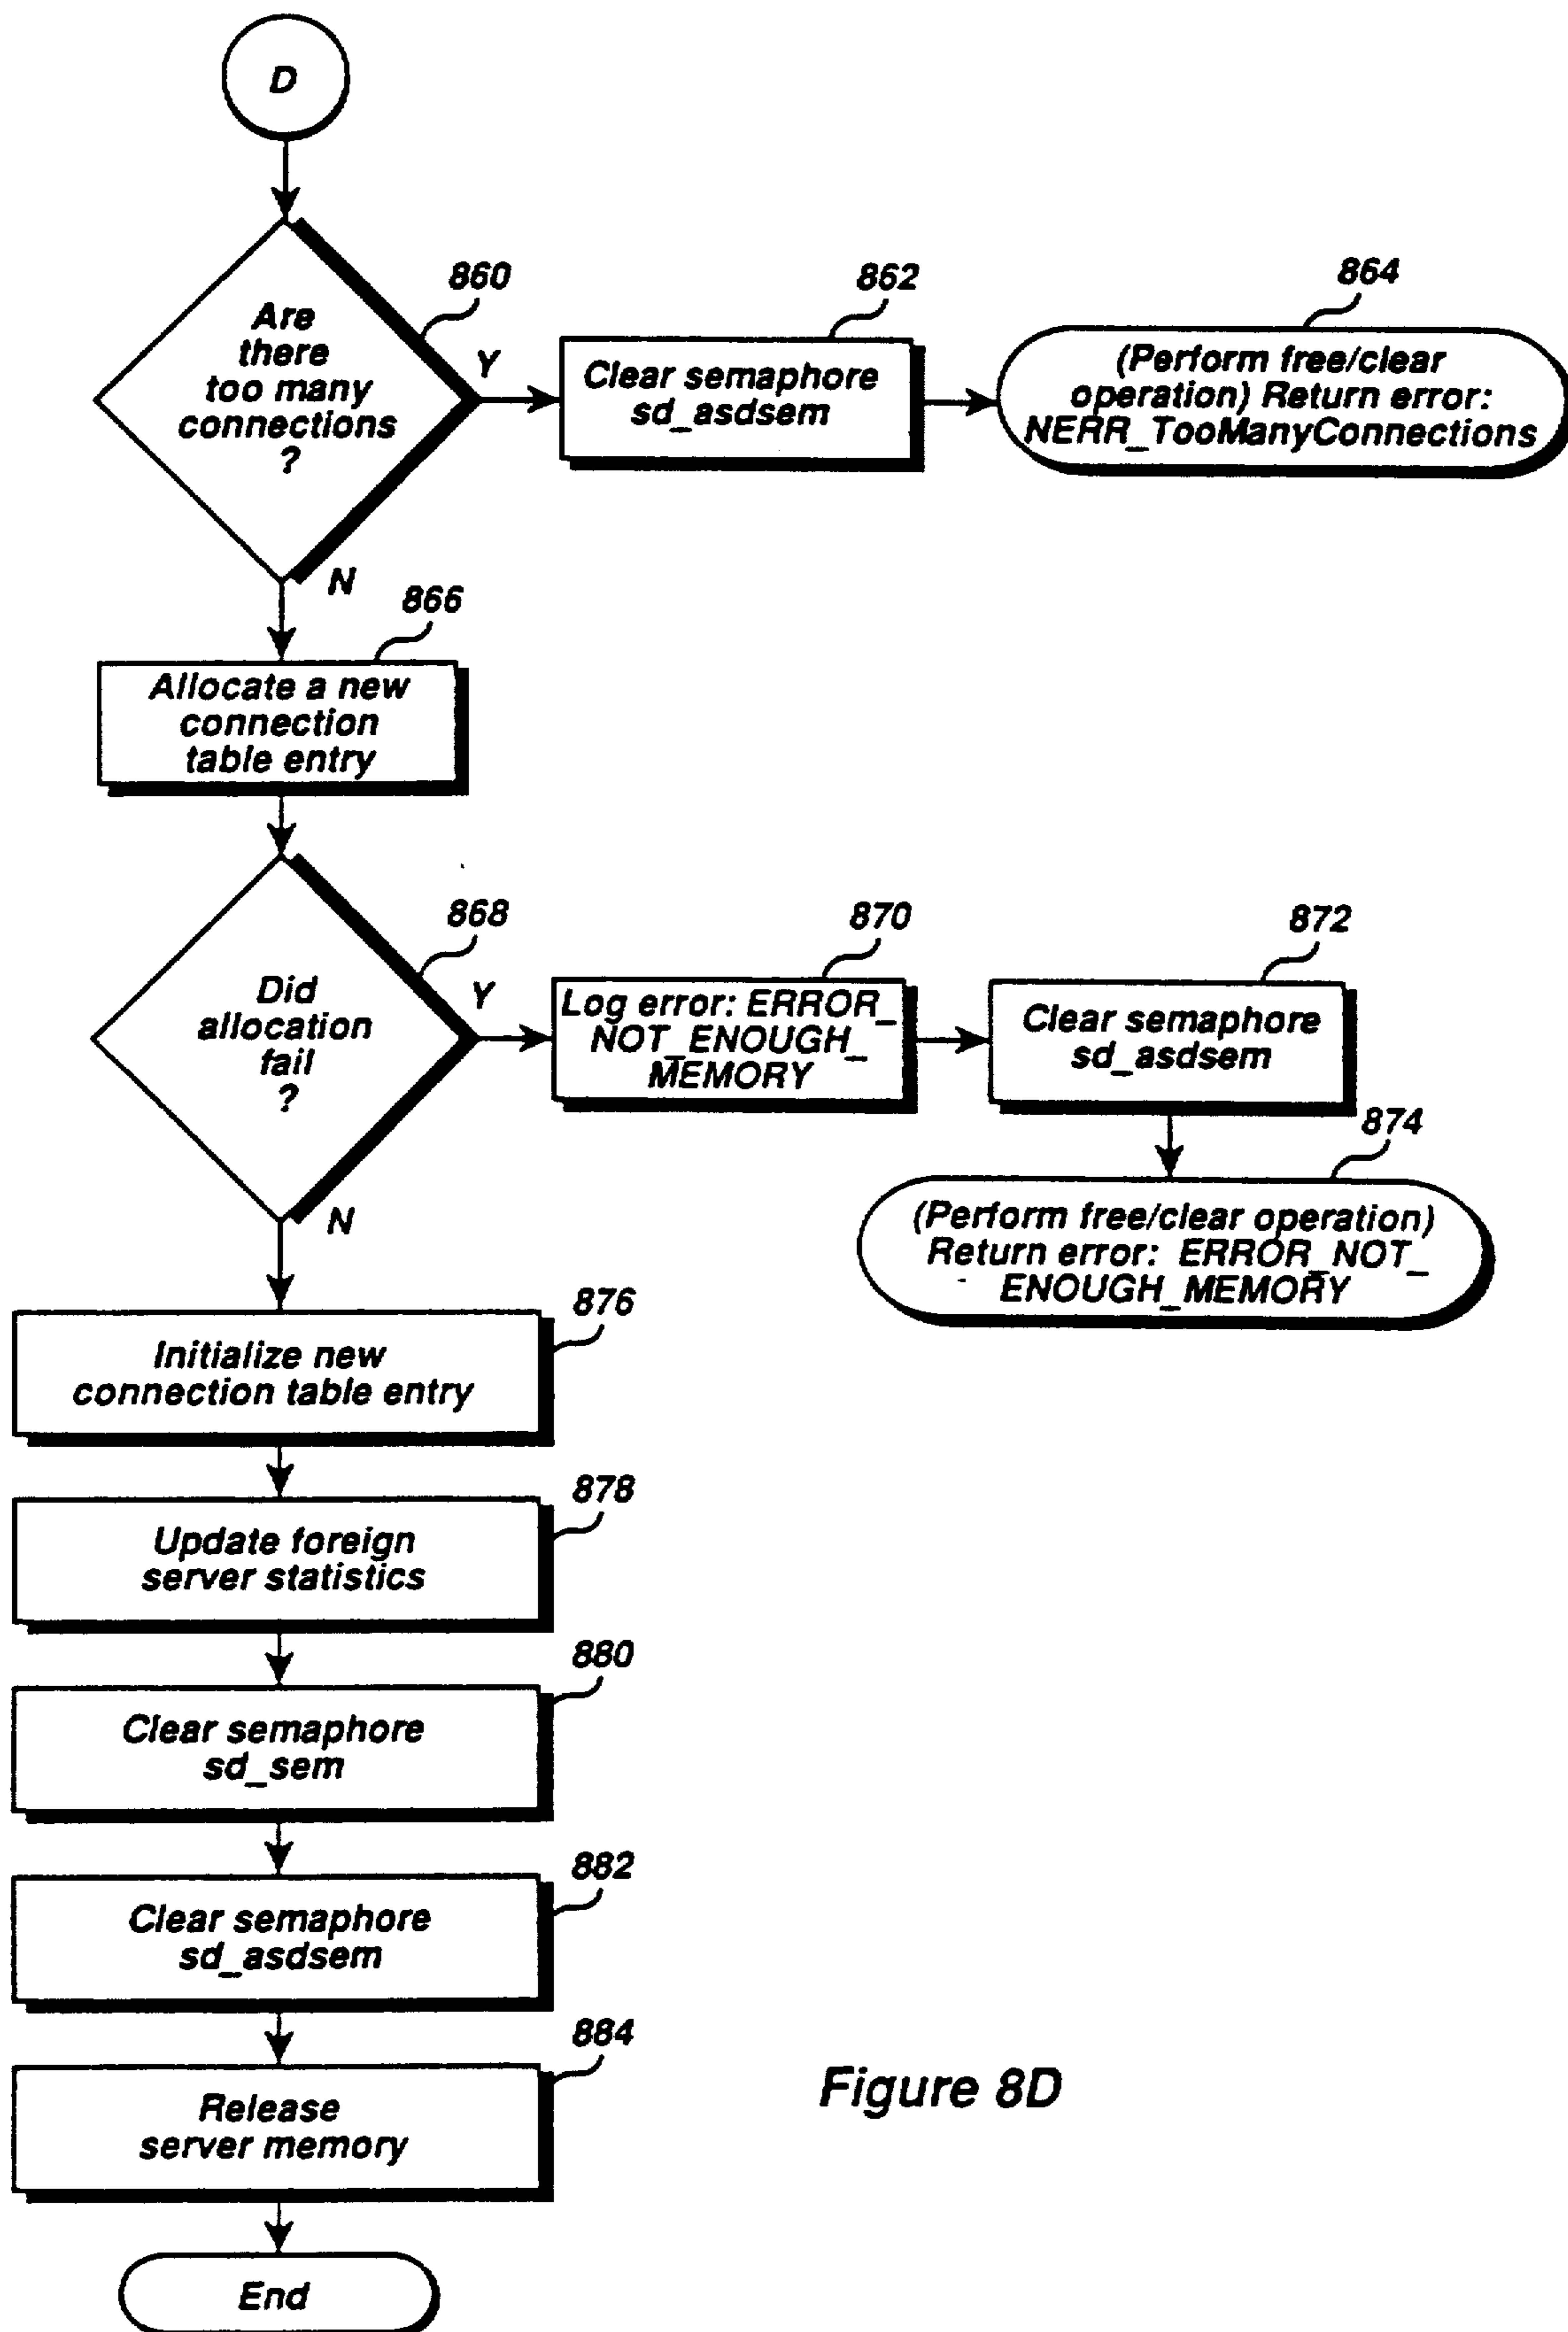 D
860
Are
there
too many
connections
?
Y
862
Clear semaphore
sd_asdsem
864
(Perform free/clear
operation) Return error:
NERR_TooManyConnections
N
866
Allocate a new
connection
table entry
868
Did
allocation
fail
?
Y
870
Log error: ERROR_
NOT_ENOUGH_
MEMORY
872
Clear semaphore
sd_asdsem
874
(Perform free/clear operation)
Return error: ERROR_NOT_
ENOUGH_MEMORY
N
876
Initialize new
connection table entry
878
Update foreign
server statistics
880
Clear semaphore
sd_sem
882
Clear semaphore
sd_asdsem
884
Release
server memory
End
Figure 8D